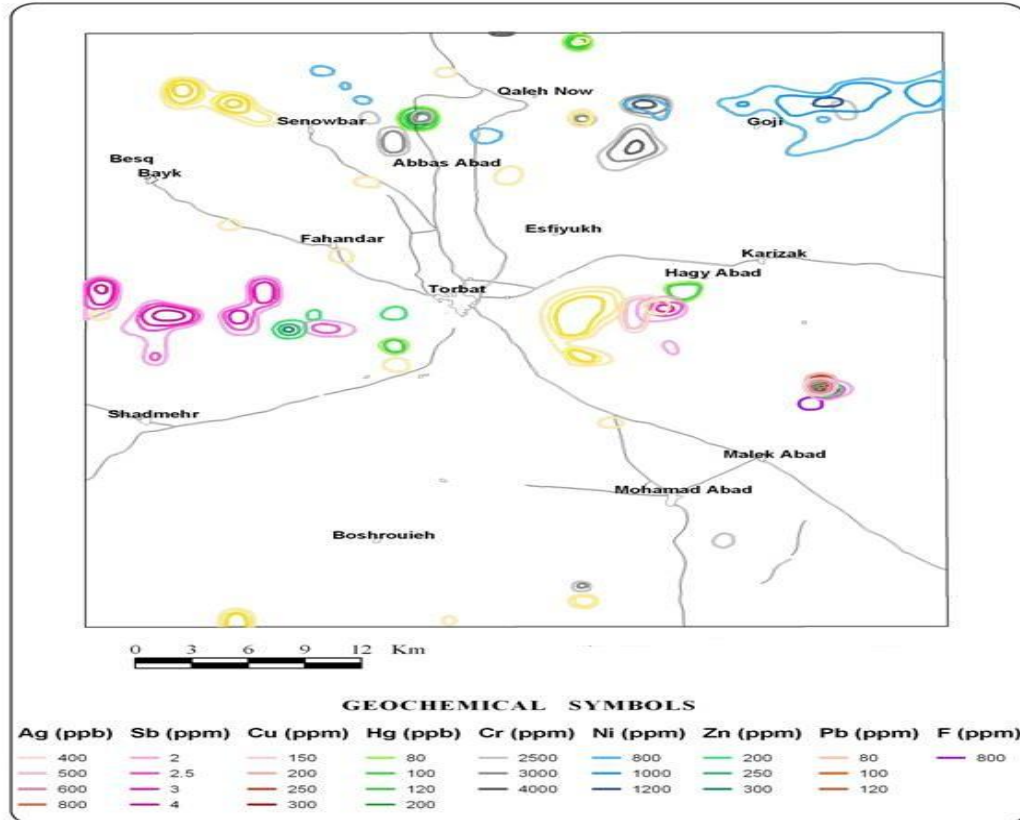 Qaleh Now
Senowbar
Goji
Besq
Bayk
Abbas Abad
Esfiyukh
Fahandar
Karizak
Hagy Abad
Torbat
Shadmehr
Malek Abad
Mohamad Abad
Boshrouieh
0 3 6 9 12 Km
GEOCHEMICAL SYMBOLS
Ag (ppb) Sb (ppm) Cu (ppm) Hg (ppb) Cr (ppm) Ni (ppm) Zn (ppm) Pb (ppm) F (ppm)
400 2 150 80 2500 800 200 80 800
500 2.5 200 100 3000 1000 250 100
600 3 250 120 4000 1200 300 120
800 4 300 200